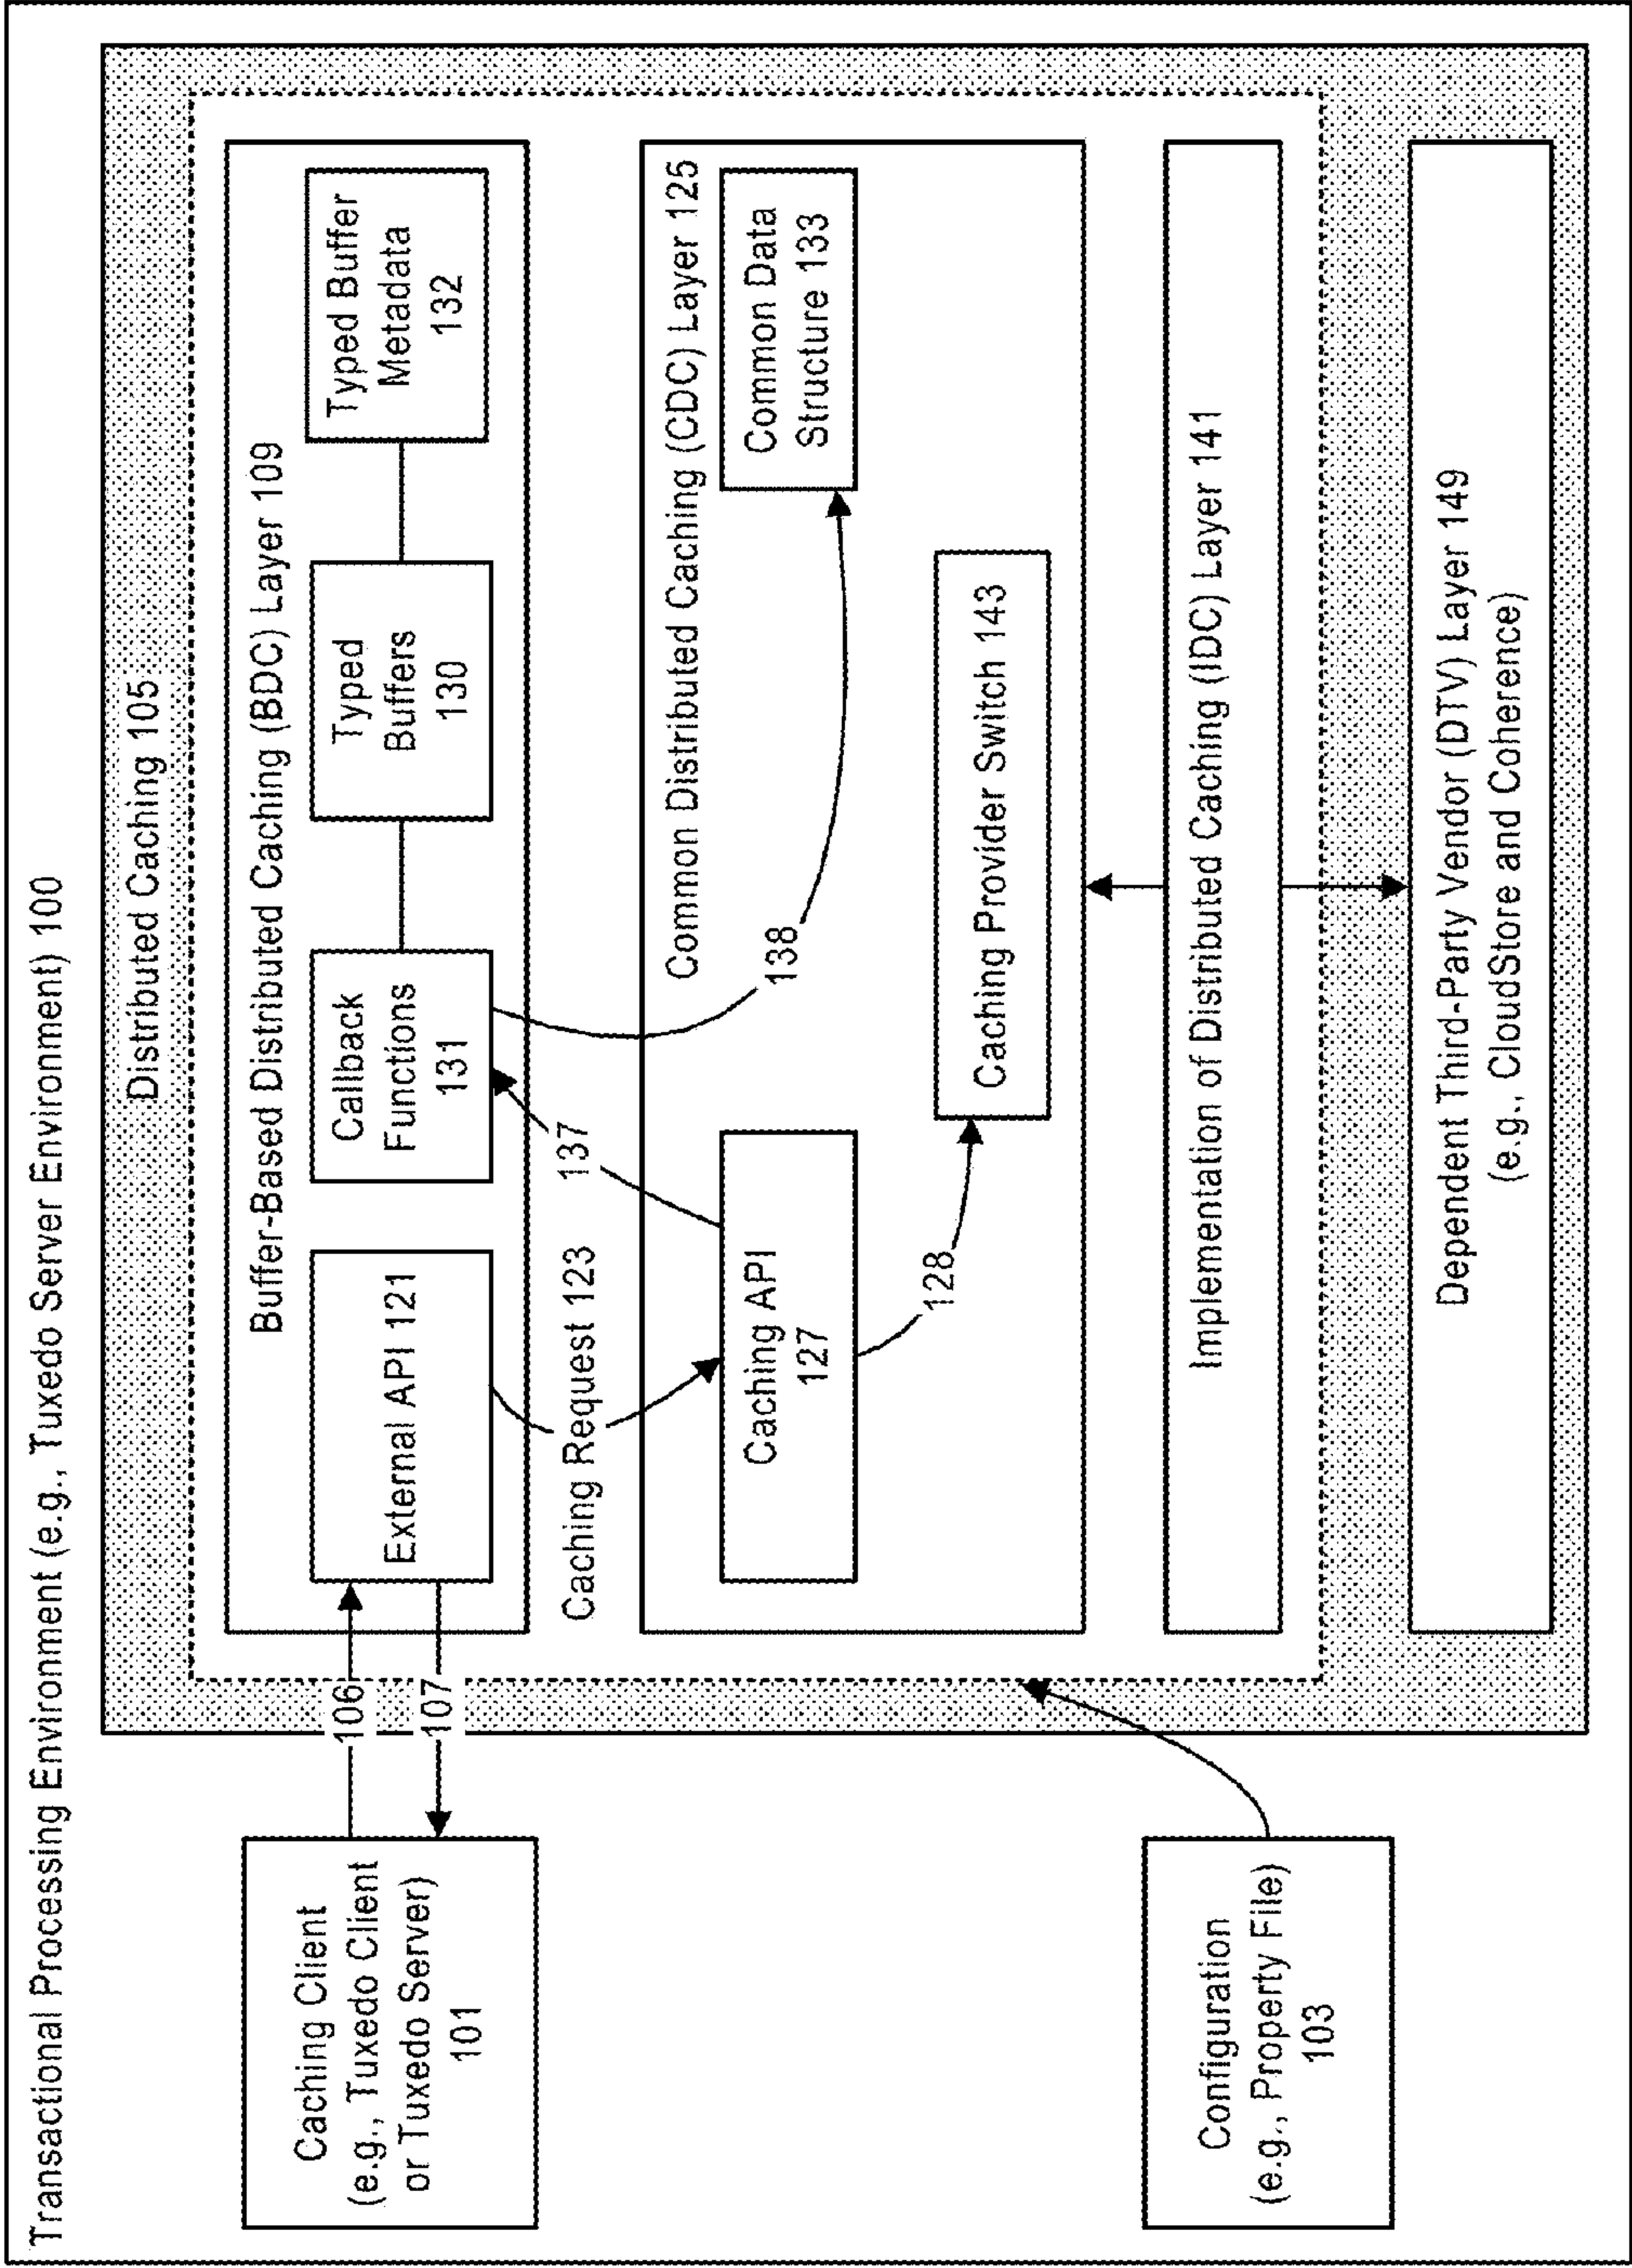 Transactional Processing Environment (e.g., Tuxedo Server Environment) 100
Distributed Caching 105
Caching Client
(e.g., Tuxedo Client
or Tuxedo Server)
101
106
107
Buffer-Based Distributed Caching (BDC) Layer 109
External API 121
Callback
Functions
131
Typed
Buffers
130
Typed Buffer
Metadata
132
Caching Request 123
137
138
Common Distributed Caching (CDC) Layer 125
Caching API
127
Common Data
Structure 133
128
Caching Provider Switch 143
Configuration
(e.g., Property File)
103
Implementation of Distributed Caching (IDC) Layer 141
Dependent Third-Party Vendor (DTV) Layer 149
(e.g., CloudStore and Coherence)